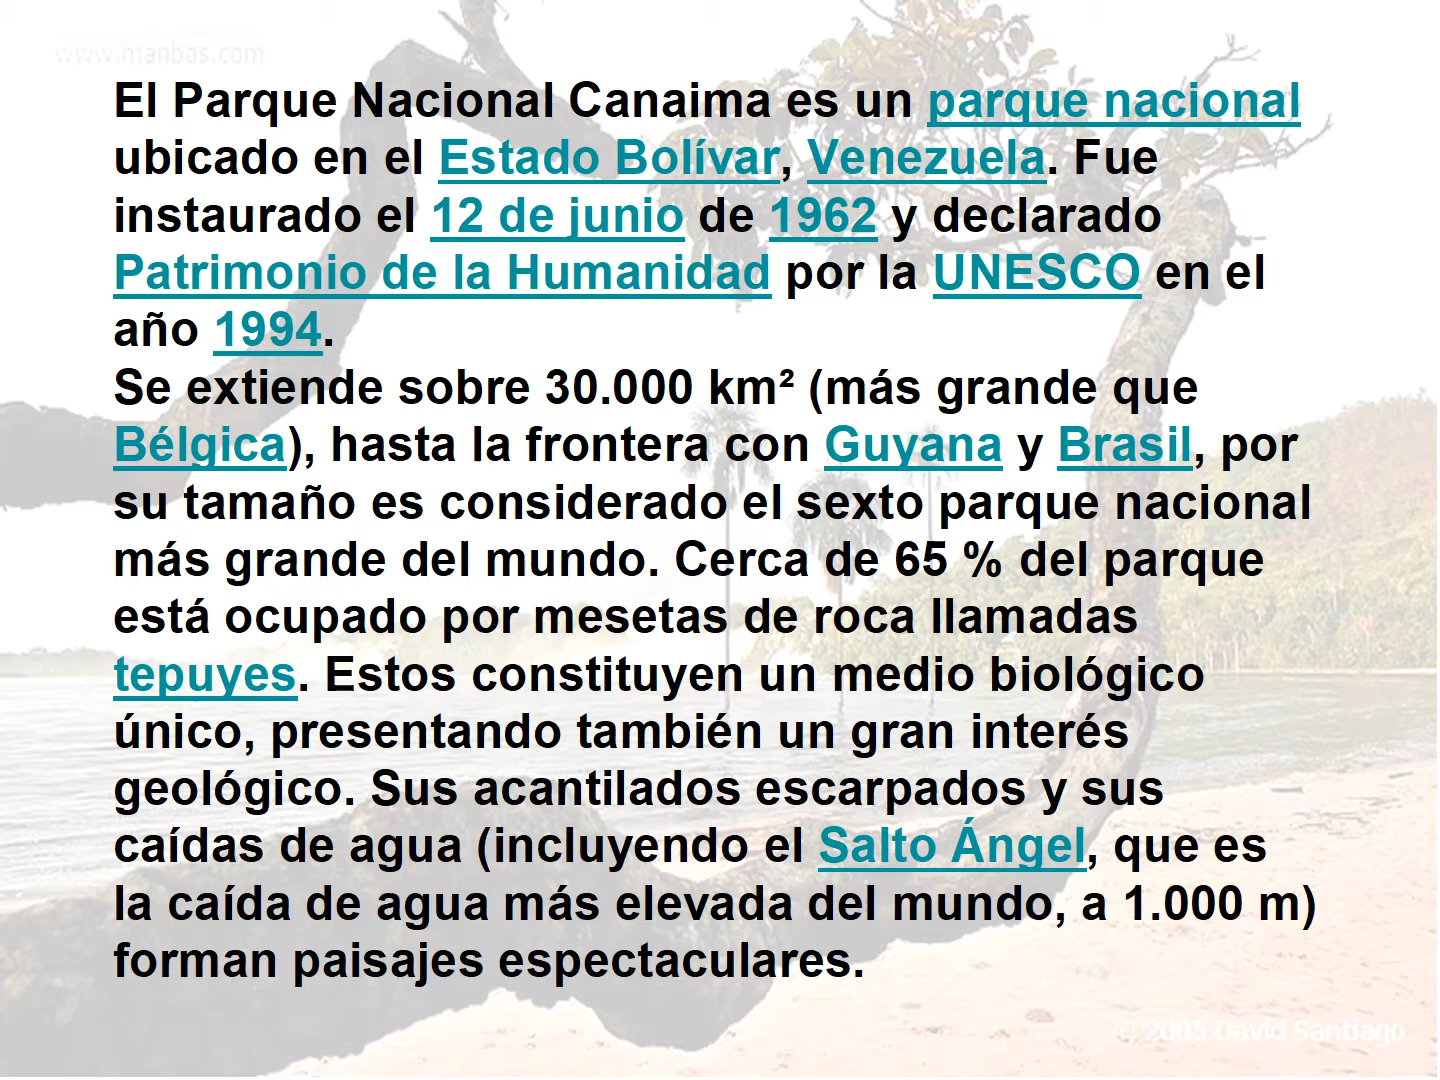 www.manbos.com
El Parque Nacional Canaima es un parque nacional
ubicado en el Estado Bolívar, Venezuela. Fue
instaurado el 12 de junio de 1962 y declarado
Patrimonio de la Humanidad por la UNESCO en el
año 1994.
Se extiende sobre 30.000 km² (más grande que
Bélgica), hasta la frontera con Guyana y Brasil, por
su tamaño es considerado el sexto parque nacional
más grande del mundo. Cerca de 65 % del parque
está ocupado por mesetas de roca llamadas
tepuyes. Estos constituyen un medio biológico
único, presentando también un gran interés
geológico. Sus acantilados escarpados y sus
caídas de agua (incluyendo el Salto Ángel, que es
la caída de agua más elevada del mundo, a 1.000 m)
forman paisajes espectaculares.
© 2005 David Santiago